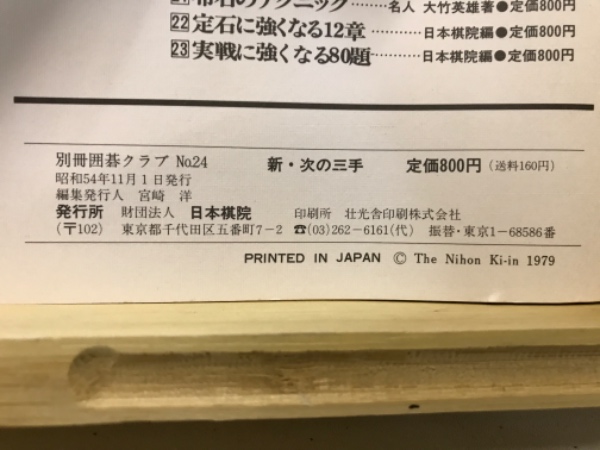 21 布石のテクニック………名人 大竹英雄著●定価800円
22 定石に強くなる12章…………日本棋院編●定価800円
23 実戦に強くなる80題…………日本棋院編●定価800円
別冊囲碁クラブ No.24 新・次の三手 定価800円(送料160円)
昭和54年11月1日発行
編集発行人 宮崎 洋
発行所 財団法人 日本棋院 印刷所 壮光舎印刷株式会社
(〒102) 東京都千代田区五番町7-2 ☎(03)262-6161(代) 振替・東京1-68586番
PRINTED IN JAPAN © The Nihon Ki-in 1979